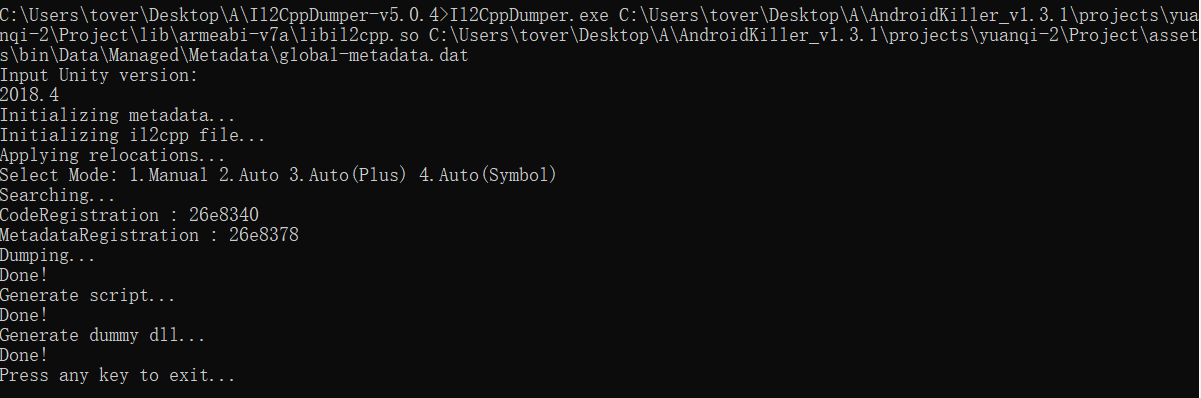 C:\Users\tover\Desktop\A\Il2CppDumper-v5.0.4>Il2CppDumper.exe C:\Users\tover\Desktop\A\AndroidKiller_v1.3.1\projects\yua
nqi-2\Project\lib\armeabi-v7a\libil2cpp.so C:\Users\tover\Desktop\A\AndroidKiller_v1.3.1\projects\yuanqi-2\Project\asset
s\bin\Data\Managed\Metadata\global-metadata.dat
Input Unity version:
2018.4
Initializing metadata...
Initializing il2cpp file...
Applying relocations...
Select Mode: 1.Manual 2.Auto 3.Auto(Plus) 4.Auto(Symbol)
Searching...
CodeRegistration : 26e8340
MetadataRegistration : 26e8378
Dumping...
Done!
Generate script...
Done!
Generate dummy dll...
Done!
Press any key to exit...